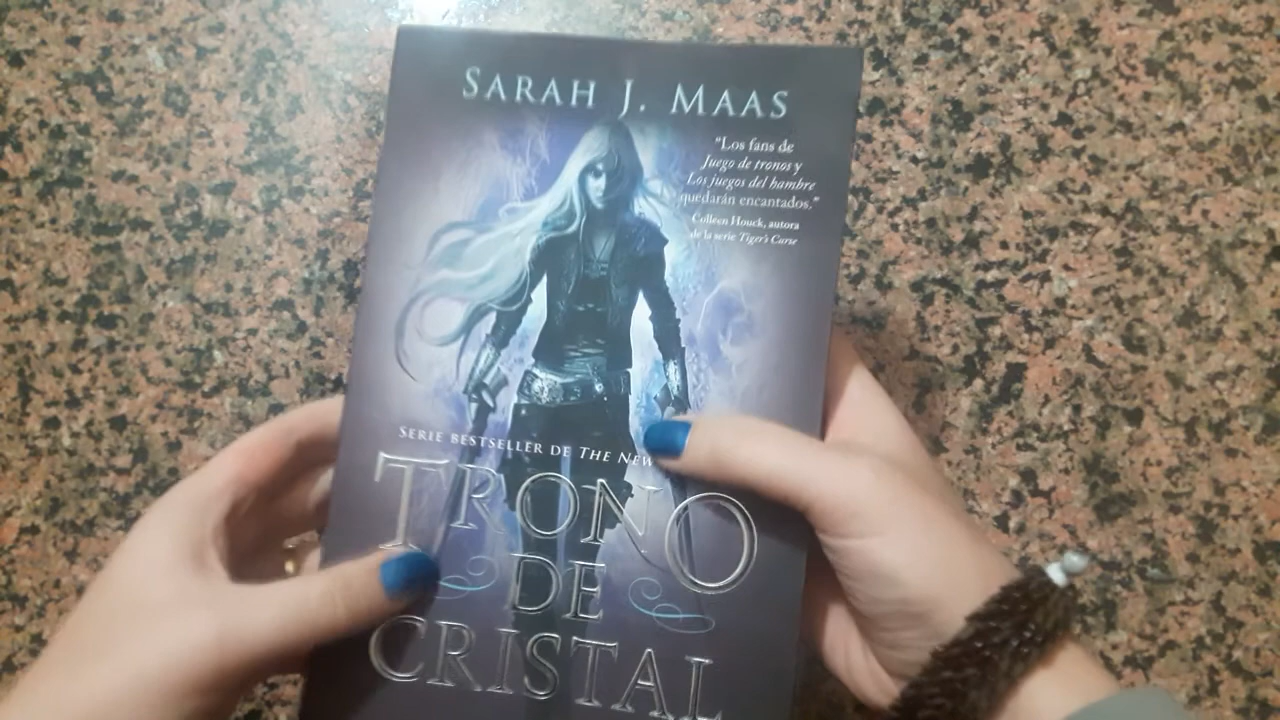 SARAH J. MAAS
"Los fans de
Juego de tronos y
Los juegos del hambre
quedarán encantados."
Colleen Houck, autora
de la serie Tiger's Curse
SERIE BESTSELLER DE THE NEW
TRONO
DE
CRISTAL